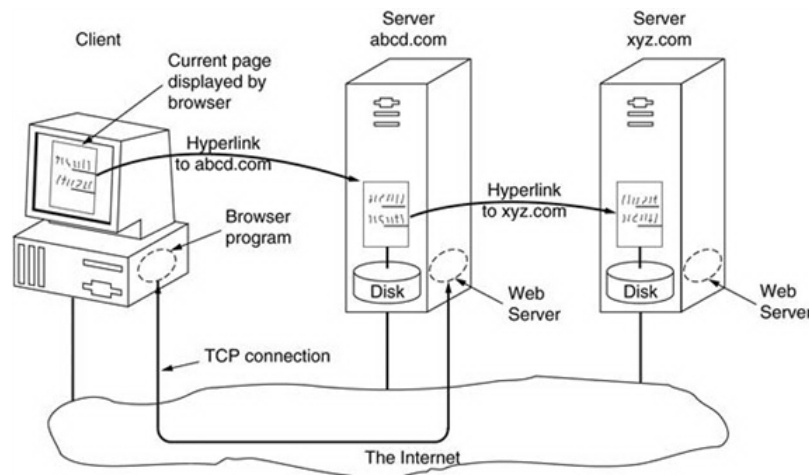 Client
Server
abcd.com
Server
xyz.com
Current page
displayed by
browser
Hyperlink
to abcd.com
Hyperlink
to xyz.com
Browser
program
Disk
Web
Server
Disk
Web
Server
TCP connection
The Internet